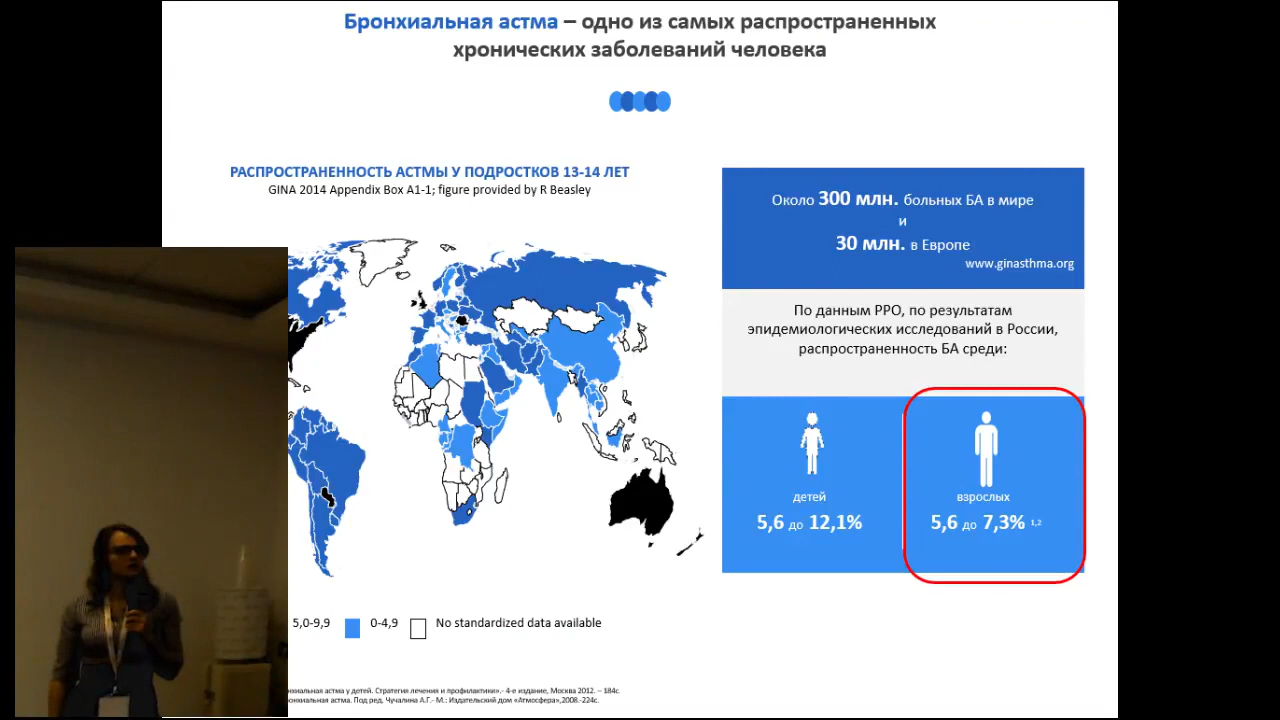 Бронхиальная астма – одно из самых распространенных
хронических заболеваний человека
РАСПРОСТРАНЕННОСТЬ АСТМЫ У ПОДРОСТКОВ 13-14 ЛЕТ
GINA 2014 Appendix Box A1-1; figure provided by R Beasley
5,0-9,9
0-4,9
No standardized data available
Около 300 млн. больных БА в мире
и
30 млн. в Европе
www.ginasthma.org
По данным РРО, по результатам
эпидемиологических исследований в России,
распространенность БА среди:
детей
5,6 до 12,1%
взрослых
5,6 до 7,3% 1,2
астма у детей. Стратегия лечения и профилактики».- 4-е издание, Москва 2012. – 184с.
астма. Под ред. Чучалина А.Г.- М.: Издательский дом «Атмосфера»,2008.-224с.